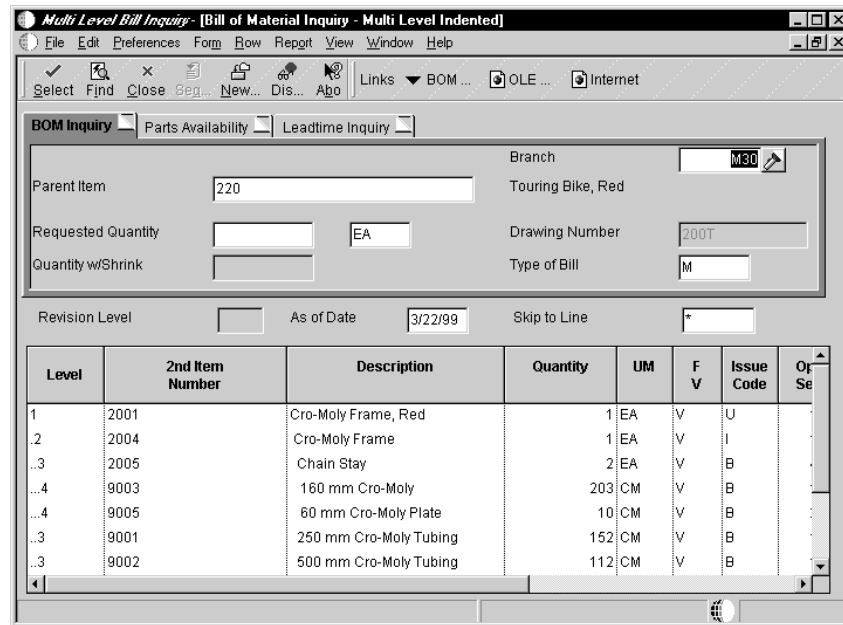 Multi Level Bill Inquiry - [Bill of Material Inquiry - Multi Level Indented]
File Edit Preferences Form Row Report View Window Help
Select Find Close Seq... New... Dis... Abo Links BOM ... OLE ... Internet
BOM Inquiry Parts Availability Leadtime Inquiry
Branch M30
Parent Item 220 Touring Bike, Red
Requested Quantity EA Drawing Number 200T
Quantity w/Shrink Type of Bill M
Revision Level As of Date 3/22/99 Skip to Line *
Level 2nd Item Number Description Quantity UM F V Issue Code Op Se
1 2001 Cro-Moly Frame, Red 1 EA V U
.2 2004 Cro-Moly Frame 1 EA V I
..3 2005 Chain Stay 2 EA V B
...4 9003 160 mm Cro-Moly 203 CM V B
...4 9005 60 mm Cro-Moly Plate 10 CM V B
..3 9001 250 mm Cro-Moly Tubing 152 CM V B
..3 9002 500 mm Cro-Moly Tubing 112 CM V B